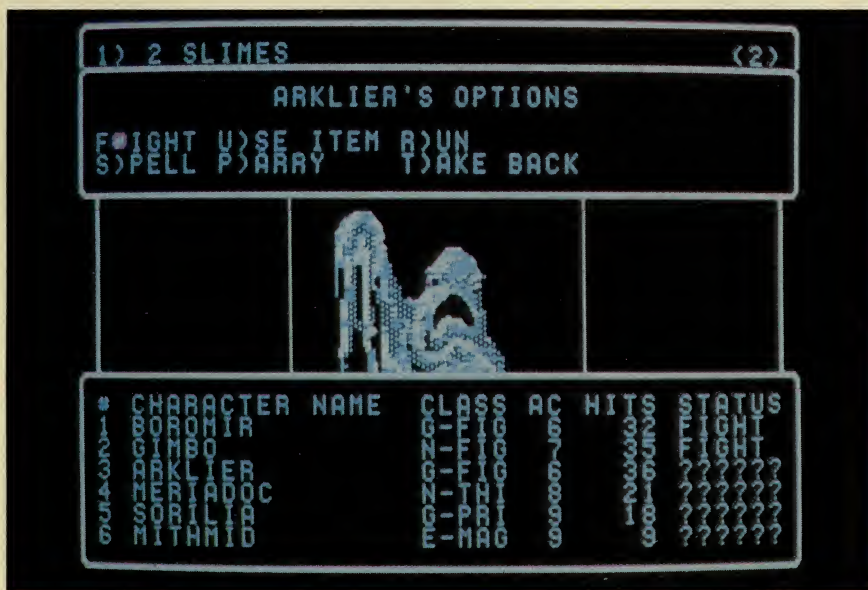 1) 2 SLIMES (2)
ARKLIER'S OPTIONS
F)IGHT U)SE ITEM R)UN
S)PELL P)ARRY T)AKE BACK
# CHARACTER NAME CLASS AC HITS STATUS
1 BOROMIR G-FIG 6 32 FIGHT
2 GIMBO N-FIG 7 35 FIGHT
3 ARKLIER G-FIG 6 36 ??????
4 MERIADOC N-THI 8 21 ??????
5 SORILIA G-PRI 9 18 ??????
6 MITHMID E-MAG 9 9 ??????